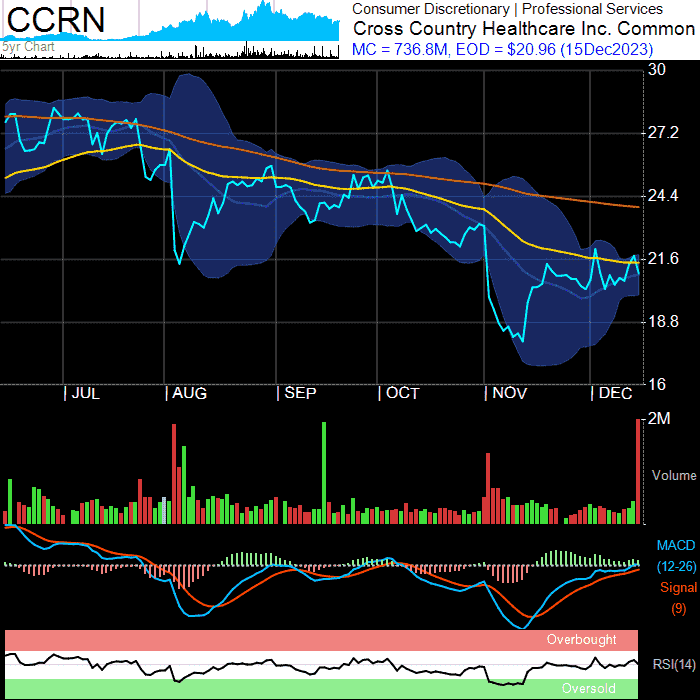 CCRN
5yr Chart
Consumer Discretionary | Professional Services
Cross Country Healthcare Inc. Common
MC = 736.8M, EOD = $20.96 (15Dec2023)
30
27.2
24.4
21.6
18.8
16
JUL
AUG
SEP
OCT
NOV
DEC
2M
Volume
MACD
(12-26)
Signal
(9)
Overbought
RSI(14)
Oversold